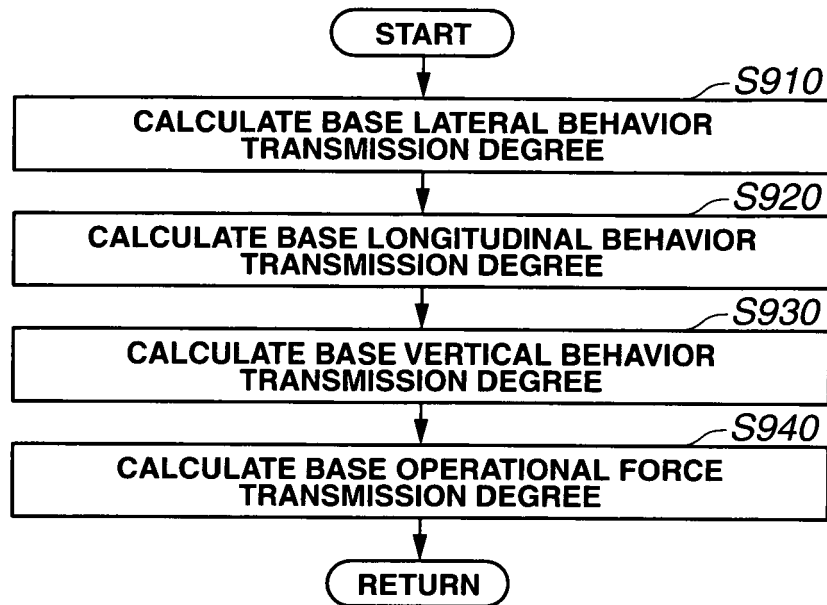 START
S910
CALCULATE BASE LATERAL BEHAVIOR
TRANSMISSION DEGREE
S920
CALCULATE BASE LONGITUDINAL BEHAVIOR
TRANSMISSION DEGREE
S930
CALCULATE BASE VERTICAL BEHAVIOR
TRANSMISSION DEGREE
S940
CALCULATE BASE OPERATIONAL FORCE
TRANSMISSION DEGREE
RETURN